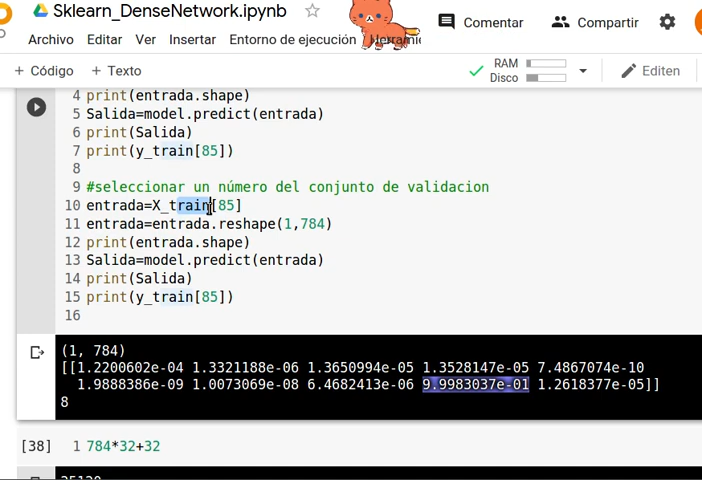 Sklearn_DenseNetwork.ipynb
Comentar
Compartir
Archivo Editar Ver Insertar Entorno de ejecución
+ Código + Texto
RAM
Disco
Editen
4 print(entrada.shape)
5 Salida=model.predict(entrada)
6 print(Salida)
7 print(y_train[85])
8
9 #seleccionar un número del conjunto de validacion
10 entrada=X_train[85]
11 entrada=entrada.reshape(1,784)
12 print(entrada.shape)
13 Salida=model.predict(entrada)
14 print(Salida)
15 print(y_train[85])
16
(1, 784)
[[1.2200602e-04 1.3321188e-06 1.3650994e-05 1.3528147e-05 7.4867074e-10
1.9888386e-09 1.0073069e-08 6.4682413e-06 9.9983037e-01 1.2618377e-05]]
8
[38] 1 784*32+32